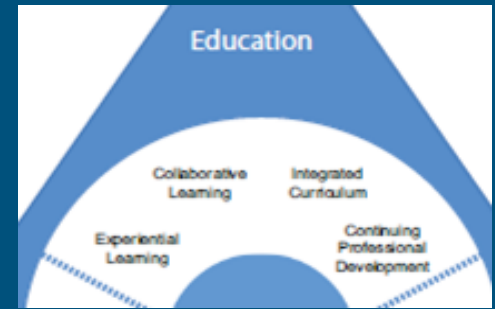 Education
Collaborative
Learning
Integrated
Curriculum
Experiential
Learning
Continuing
Professional
Development